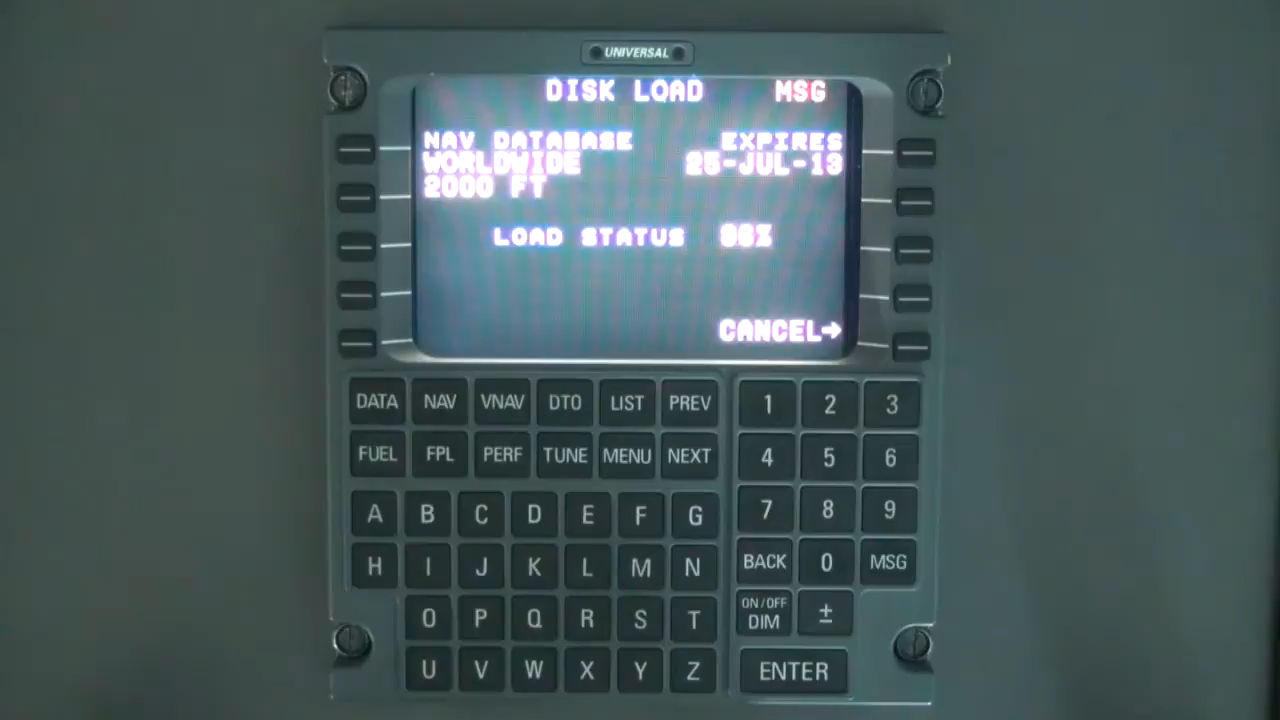 UNIVERSAL
DISK LOAD MSG
NAV DATABASE EXPIRES
WORLDWIDE 25-JUL-13
2000 FT
LOAD STATUS
CANCEL→
DATA NAV VNAV DTO LIST PREV 1 2 3
FUEL FPL PERF TUNE MENU NEXT 4 5 6
A B C D E F G 7 8 9
H I J K L M N BACK 0 MSG
O P Q R S T ON/OFF DIM ±
U V W X Y Z ENTER